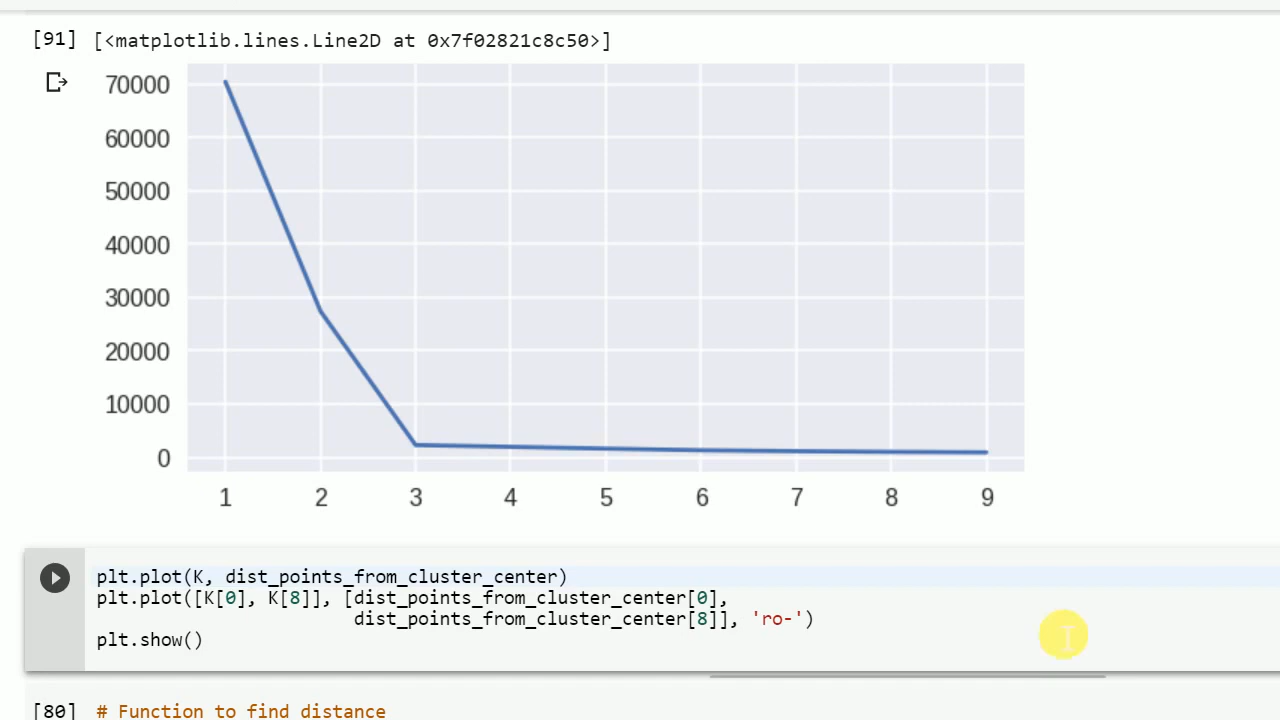 [91] [<matplotlib.lines.Line2D at 0x7f02821c8c50>]
70000
60000
50000
40000
30000
20000
10000
0
1 2 3 4 5 6 7 8 9
plt.plot(K, dist_points_from_cluster_center)
plt.plot([K[0], K[8]], [dist_points_from_cluster_center[0],
dist_points_from_cluster_center[8]], 'ro-')
plt.show()
[80] # Function to find distance